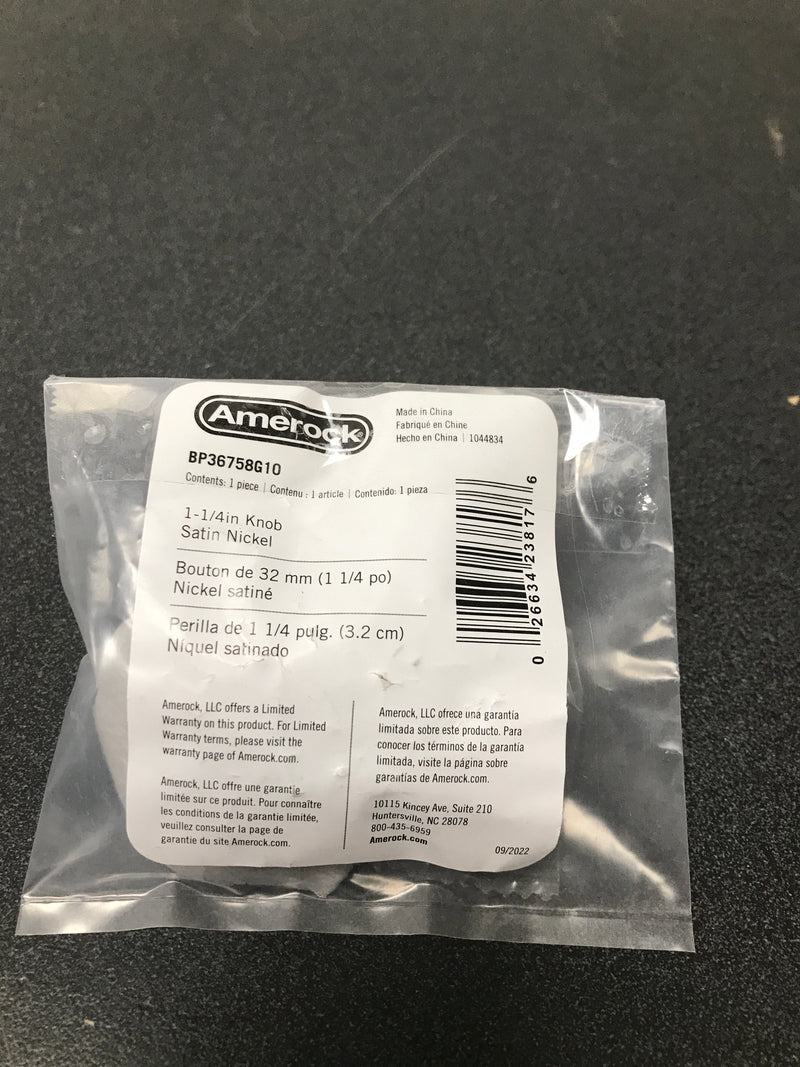 Amerock
Made in China
Fabriqué en Chine
Hecho en China | 1044834
BP36758G10
Contents: 1 piece | Contenu : 1 article | Contenido: 1 pieza
1-1/4in Knob
Satin Nickel
Bouton de 32 mm (1 1/4 po)
Nickel satiné
Perilla de 1 1/4 pulg. (3.2 cm)
Níquel satinado
0 26634 23817 6
Amerock, LLC offers a Limited
Warranty on this product. For Limited
Warranty terms, please visit the
warranty page of Amerock.com.
Amerock, LLC offre une garantie
limitée sur ce produit. Pour connaître
les conditions de la garantie limitée,
veuillez consulter la page de
garantie du site Amerock.com.
Amerock, LLC ofrece una garantía
limitada sobre este producto. Para
conocer los términos de la garantía
limitada, visite la página sobre
garantías de Amerock.com.
10115 Kincey Ave, Suite 210
Huntersville, NC 28078
800-435-6959
Amerock.com
09/2022